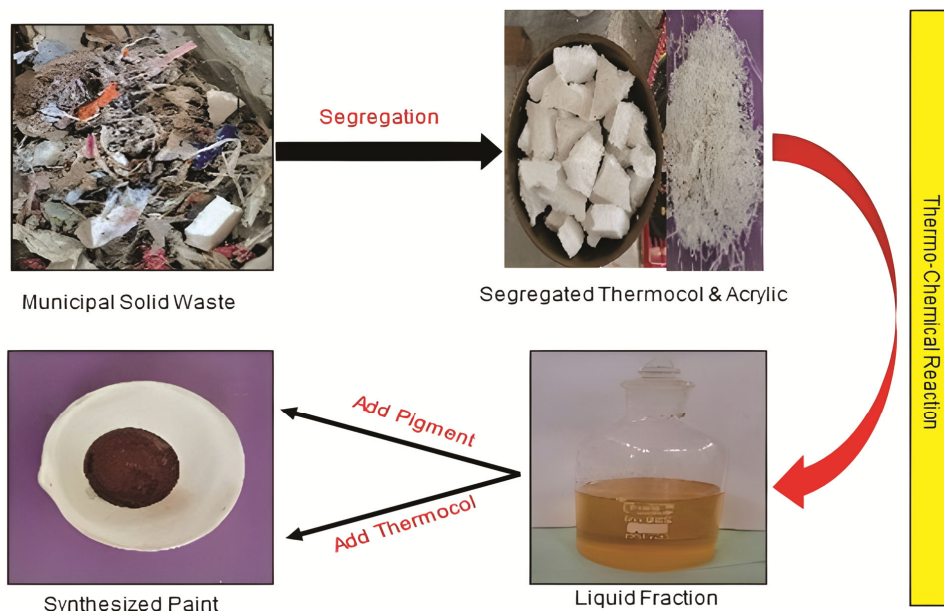 Segregation
Municipal Solid Waste
Segregated Thermocol & Acrylic
Thermo-Chemical Reaction
Add Pigment
Add Thermocol
Synthesized Paint
Liquid Fraction